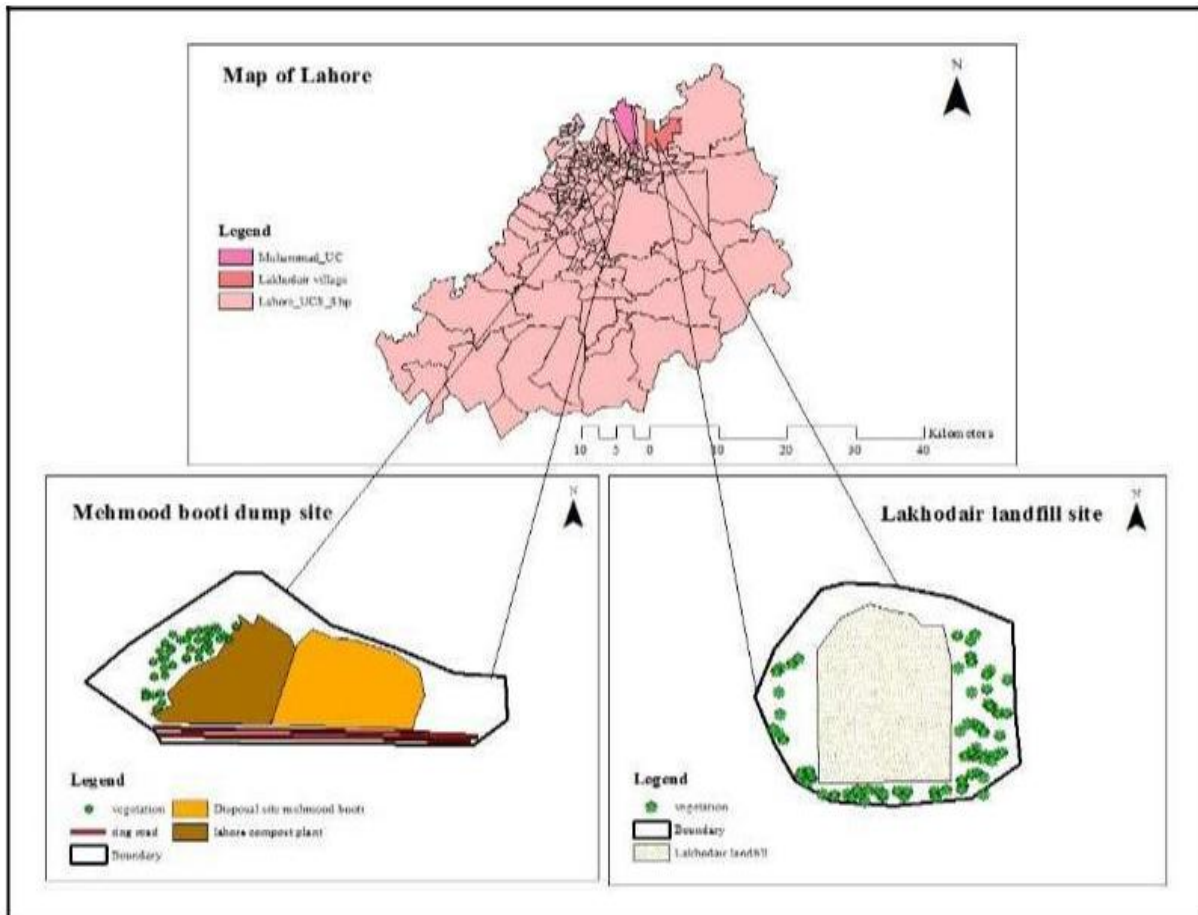 Map of Lahore
N
Legend
Muhammad_UC
Lakhodair village
Lahore_UCS_Shp
Kilometers
10 5 0 10 20 30 40
Mehmood booti dump site
N
Legend
vegetation
Disposal site mehmood booti
ring road
lahore compost plant
Boundary
Lakhodair landfill site
N
Legend
vegetation
Boundary
Lakhodair landfill